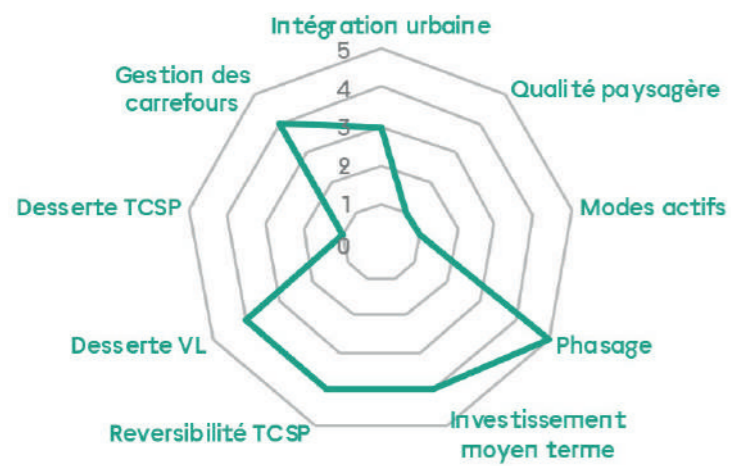 Intégration urbaine
5
Gestion des
carrefours
4
Qualité paysagère
3
2
Desserte TCSP
1
Modes actifs
0
Desserte VL
Phasage
Reversibilité TCSP
Investissement
moyen terme